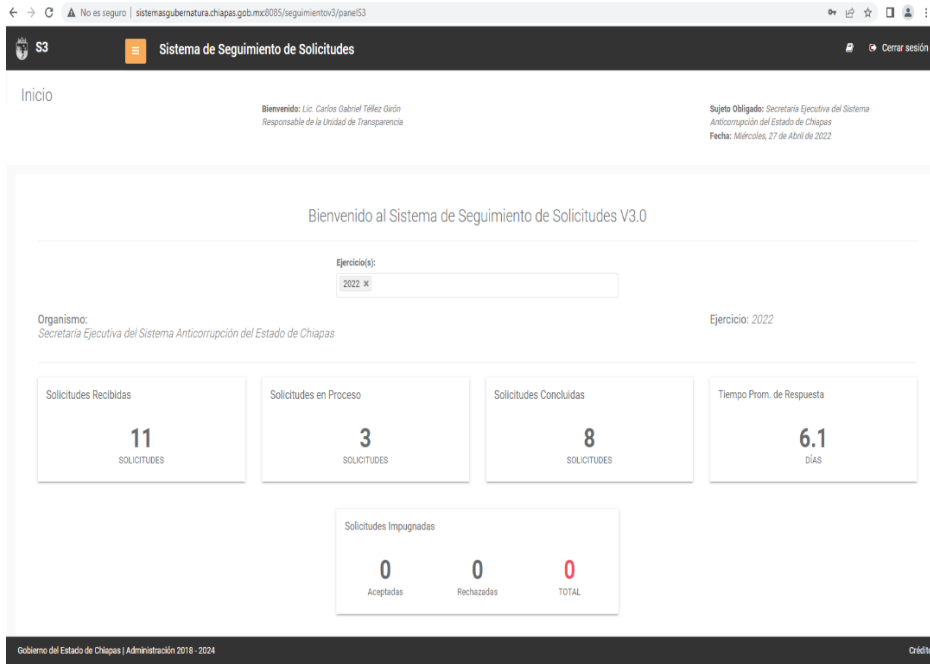 No es seguro | sistemasgubernatura.chiapas.gob.mx:8085/seguimientov3/panelS3
S3 Sistema de Seguimiento de Solicitudes Cerrar sesión
Inicio
Bienvenido: Lic. Carlos Gabriel Téllez Girón
Responsable de la Unidad de Transparencia
Sujeto Obligado: Secretaría Ejecutiva del Sistema
Anticorrupción del Estado de Chiapas
Fecha: Miércoles, 27 de Abril de 2022
Bienvenido al Sistema de Seguimiento de Solicitudes V3.0
Ejercicio(s):
2022 ×
Organismo:
Secretaría Ejecutiva del Sistema Anticorrupción del Estado de Chiapas
Ejercicio: 2022
Solicitudes Recibidas
11
SOLICITUDES
Solicitudes en Proceso
3
SOLICITUDES
Solicitudes Concluidas
8
SOLICITUDES
Tiempo Prom. de Respuesta
6.1
DÍAS
Solicitudes Impugnadas
0 0 0
Aceptadas Rechazadas TOTAL
Gobierno del Estado de Chiapas | Administración 2018 - 2024 Crédito